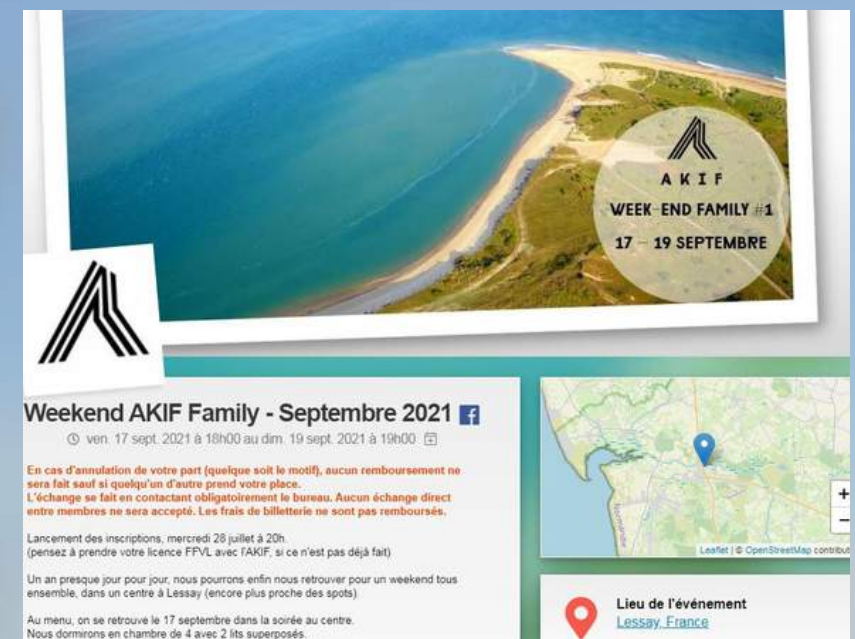 AKIF
WEEK-END FAMILY #1
17 - 19 SEPTEMBRE
Weekend AKIF Family - Septembre 2021
ven. 17 sept. 2021 à 18h00 au dim. 19 sept. 2021 à 19h00
En cas d'annulation de votre part (quelque soit le motif), aucun remboursement ne
sera fait sauf si quelqu'un d'autre prend votre place.
L'échange se fait en contactant obligatoirement le bureau. Aucun échange direct
entre membres ne sera accepté. Les frais de billetterie ne sont pas remboursés.
Lancement des inscriptions, mercredi 28 juillet à 20h.
(pensez à prendre votre licence FFVL avec l'AKIF, si ce n'est pas déjà fait)
Un an presque jour pour jour, nous pourrons enfin nous retrouver pour un weekend tous
ensemble, dans un centre à Lessay (encore plus proche des spots)
Au menu, on se retrouve le 17 septembre dans la soirée au centre.
Nous dormirons en chambre de 4 avec 2 lits superposés.
+
−
Leaflet | © OpenStreetMap contribut
Lieu de l'événement
Lessay, France